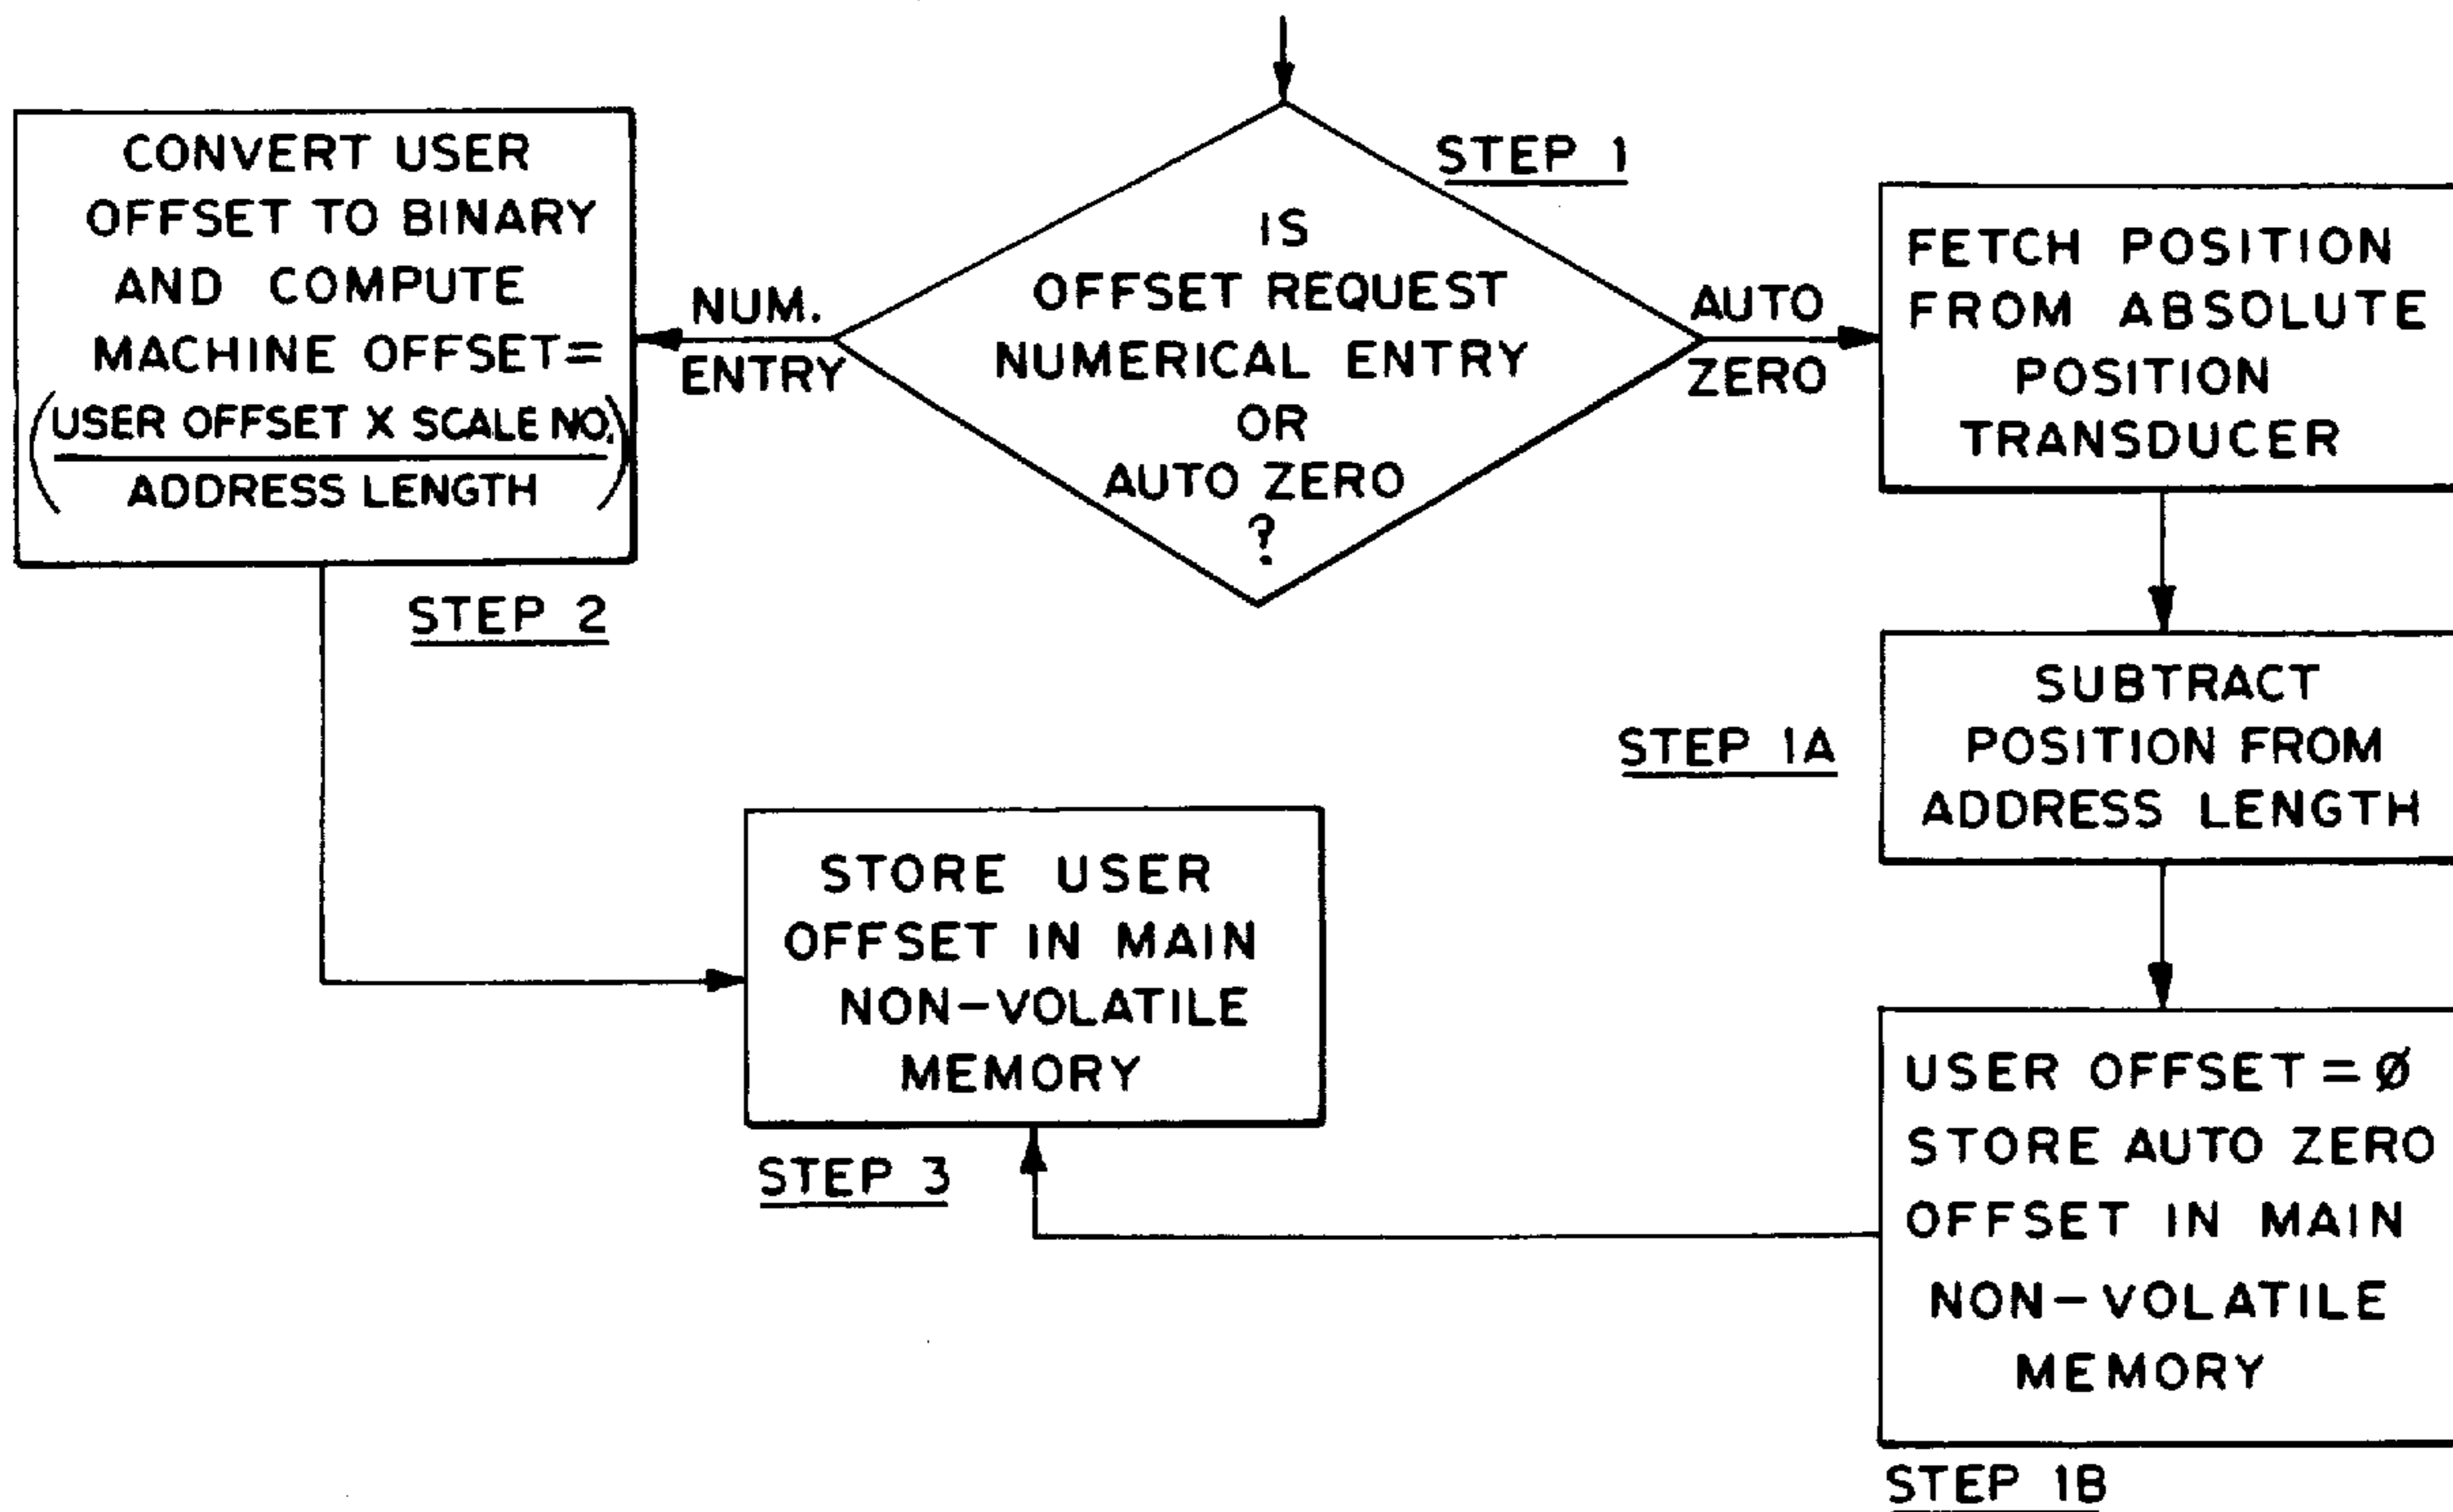 STEP 1
IS
OFFSET REQUEST
NUMERICAL ENTRY
OR
AUTO ZERO
?
NUM.
ENTRY
AUTO
ZERO
CONVERT USER
OFFSET TO BINARY
AND COMPUTE
MACHINE OFFSET=
(USER OFFSET X SCALE NO.
ADDRESS LENGTH)
STEP 2
FETCH POSITION
FROM ABSOLUTE
POSITION
TRANSDUCER
SUBTRACT
POSITION FROM
ADDRESS LENGTH
STEP 1A
STORE USER
OFFSET IN MAIN
NON-VOLATILE
MEMORY
STEP 3
USER OFFSET=Ø
STORE AUTO ZERO
OFFSET IN MAIN
NON-VOLATILE
MEMORY
STEP 1B